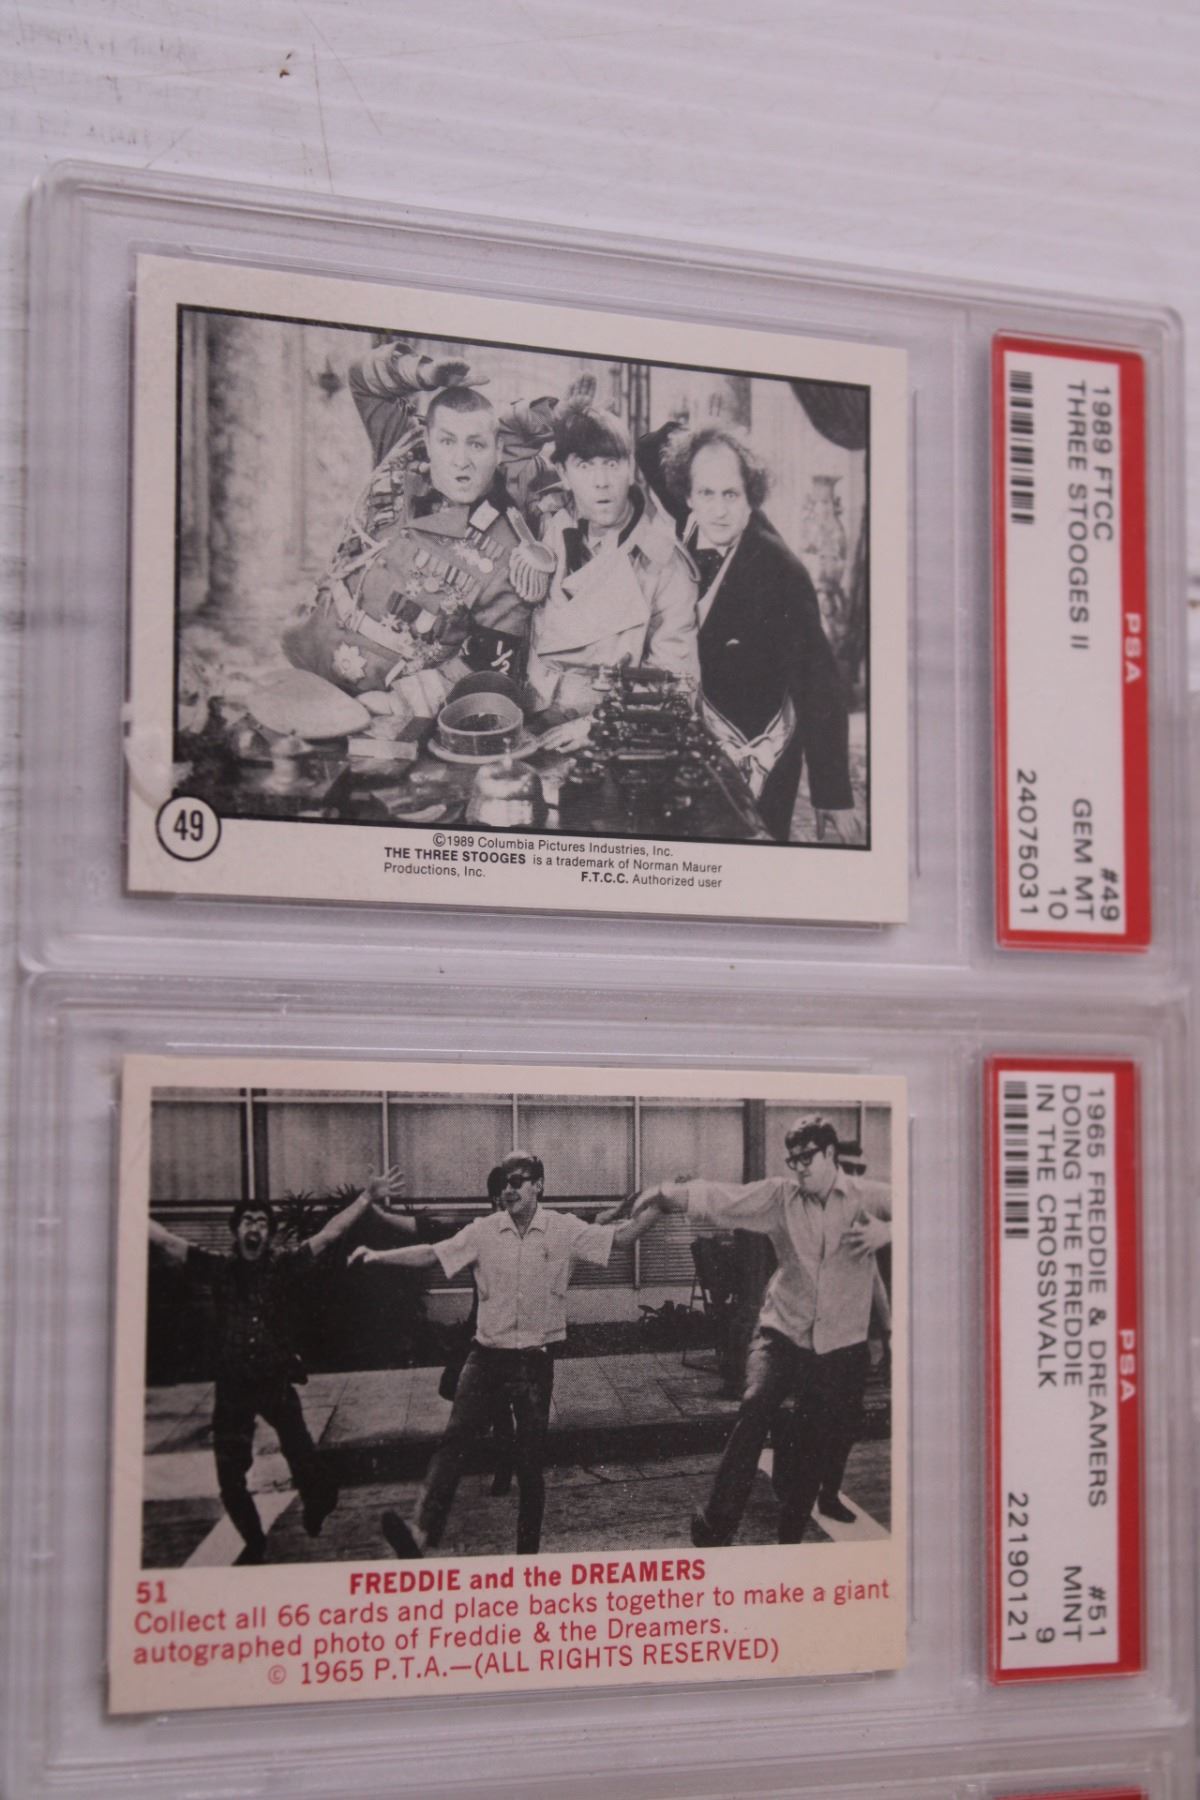 49
©1989 Columbia Pictures Industries, Inc.
THE THREE STOOGES is a trademark of Norman Maurer
Productions, Inc. F.T.C.C. Authorized user
1989 FTCC #49
THREE STOOGES II GEM MT
10
24075031
PSA
1/2
51 FREDDIE and the DREAMERS
Collect all 66 cards and place backs together to make a giant
autographed photo of Freddie & the Dreamers.
© 1965 P.T.A.—(ALL RIGHTS RESERVED)
1965 FREDDIE & DREAMERS #51
DOING THE FREDDIE MINT
IN THE CROSSWALK 9
22190121
PSA